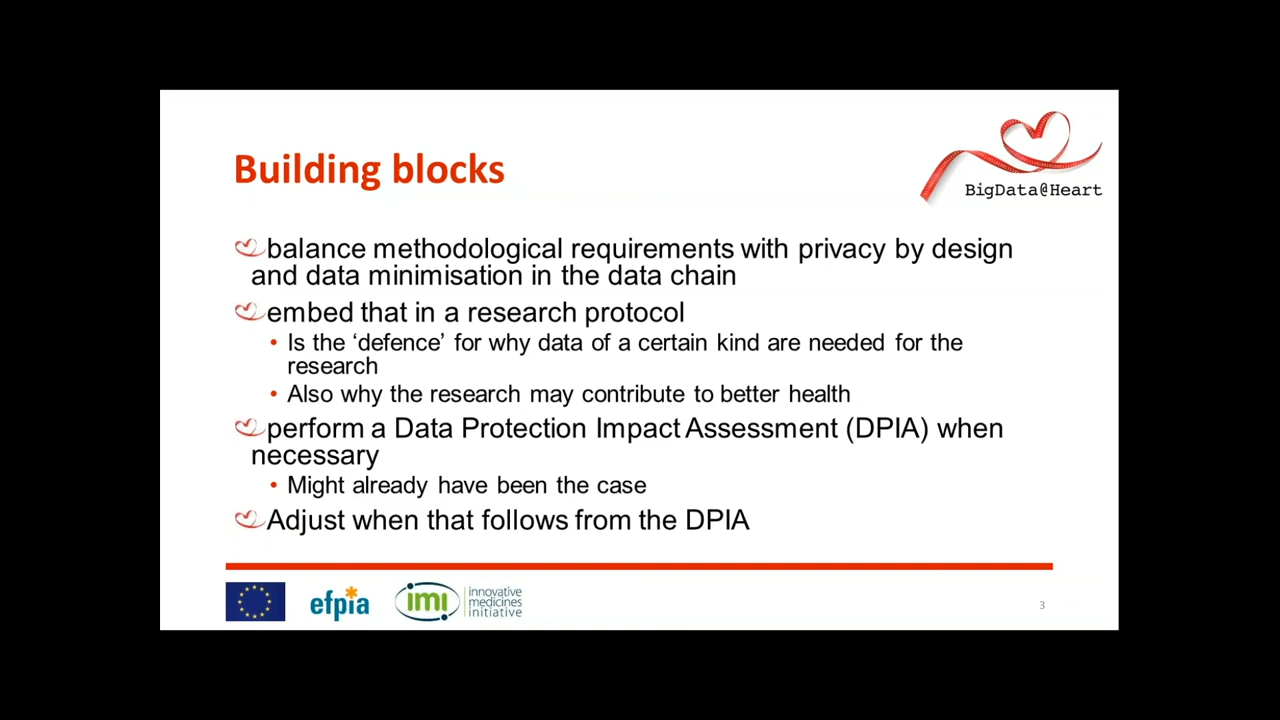 Building blocks
BigData@Heart
balance methodological requirements with privacy by design
and data minimisation in the data chain
embed that in a research protocol
• Is the ‘defence’ for why data of a certain kind are needed for the
research
• Also why the research may contribute to better health
perform a Data Protection Impact Assessment (DPIA) when
necessary
• Might already have been the case
Adjust when that follows from the DPIA
efpia
imi
innovative
medicines
initiative
3